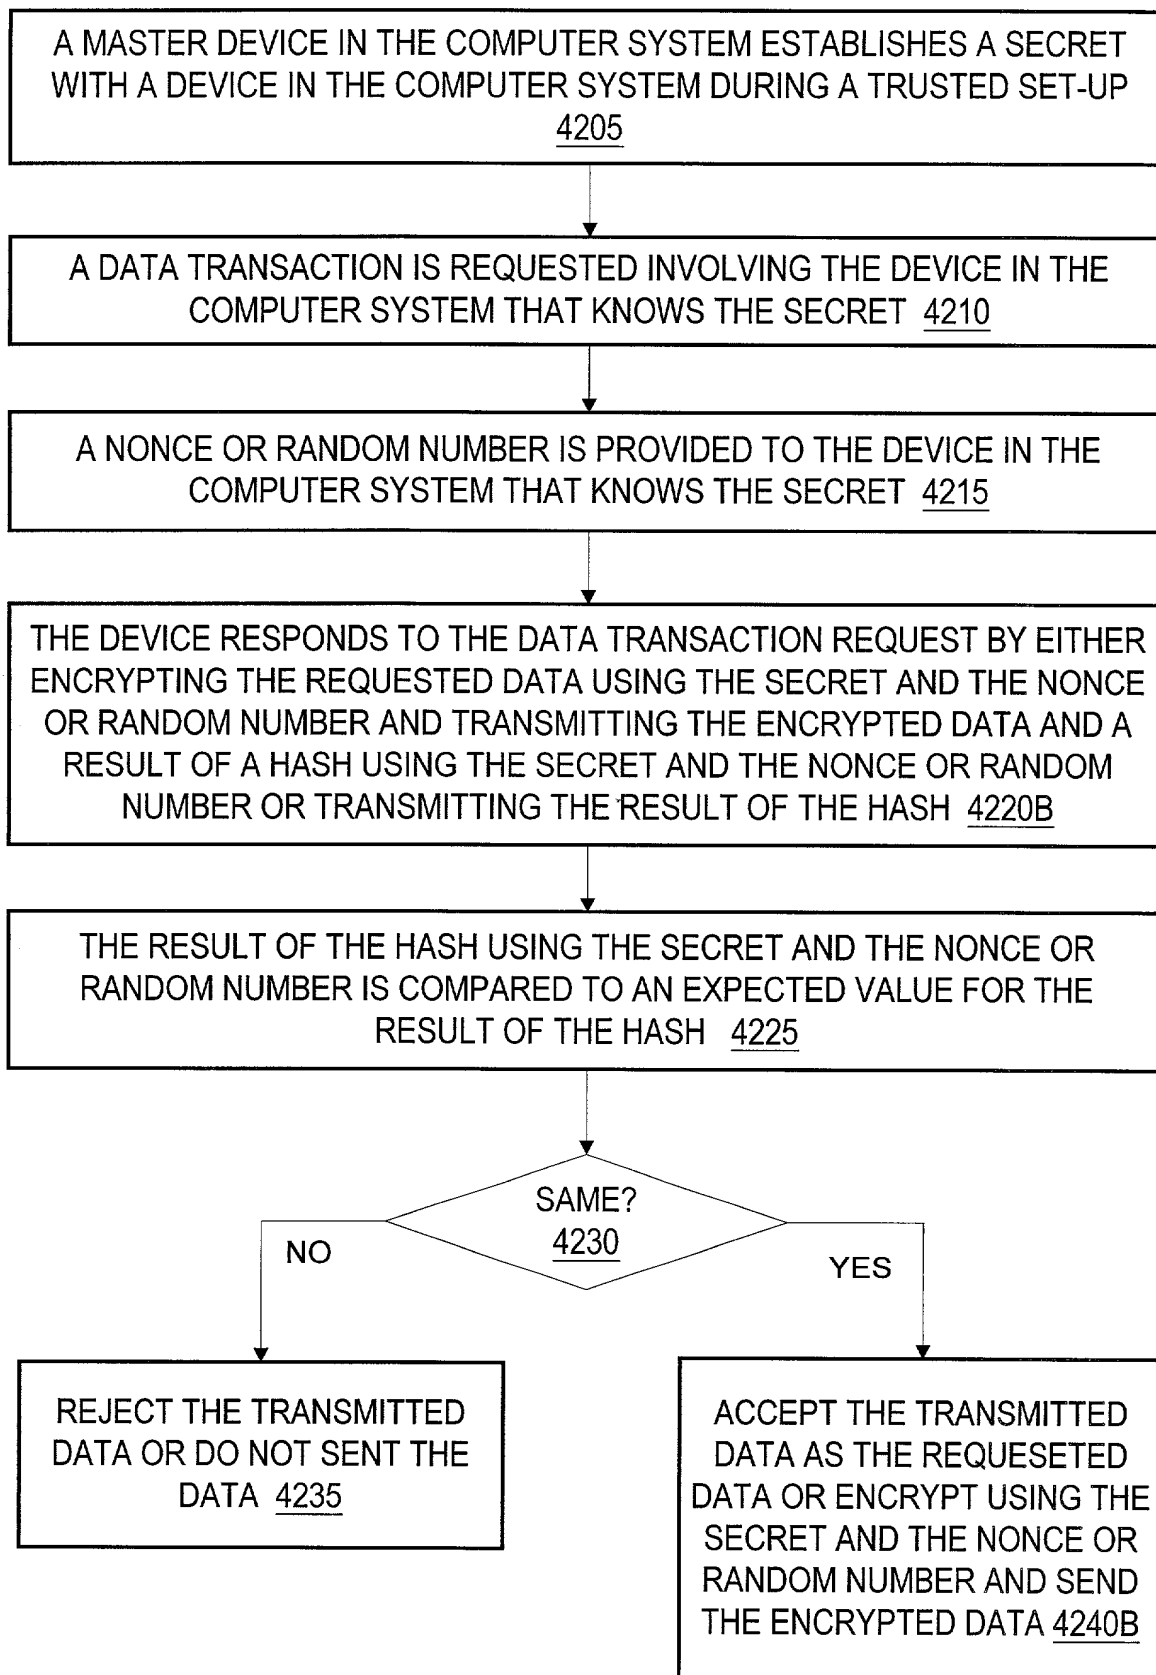 A MASTER DEVICE IN THE COMPUTER SYSTEM ESTABLISHES A SECRET
WITH A DEVICE IN THE COMPUTER SYSTEM DURING A TRUSTED SET-UP
4205
A DATA TRANSACTION IS REQUESTED INVOLVING THE DEVICE IN THE
COMPUTER SYSTEM THAT KNOWS THE SECRET 4210
A NONCE OR RANDOM NUMBER IS PROVIDED TO THE DEVICE IN THE
COMPUTER SYSTEM THAT KNOWS THE SECRET 4215
THE DEVICE RESPONDS TO THE DATA TRANSACTION REQUEST BY EITHER
ENCRYPTING THE REQUESTED DATA USING THE SECRET AND THE NONCE
OR RANDOM NUMBER AND TRANSMITTING THE ENCRYPTED DATA AND A
RESULT OF A HASH USING THE SECRET AND THE NONCE OR RANDOM
NUMBER OR TRANSMITTING THE RESULT OF THE HASH 4220B
THE RESULT OF THE HASH USING THE SECRET AND THE NONCE OR
RANDOM NUMBER IS COMPARED TO AN EXPECTED VALUE FOR THE
RESULT OF THE HASH 4225
SAME?
4230
NO
YES
REJECT THE TRANSMITTED
DATA OR DO NOT SENT THE
DATA 4235
ACCEPT THE TRANSMITTED
DATA AS THE REQUESETED
DATA OR ENCRYPT USING THE
SECRET AND THE NONCE OR
RANDOM NUMBER AND SEND
THE ENCRYPTED DATA 4240B